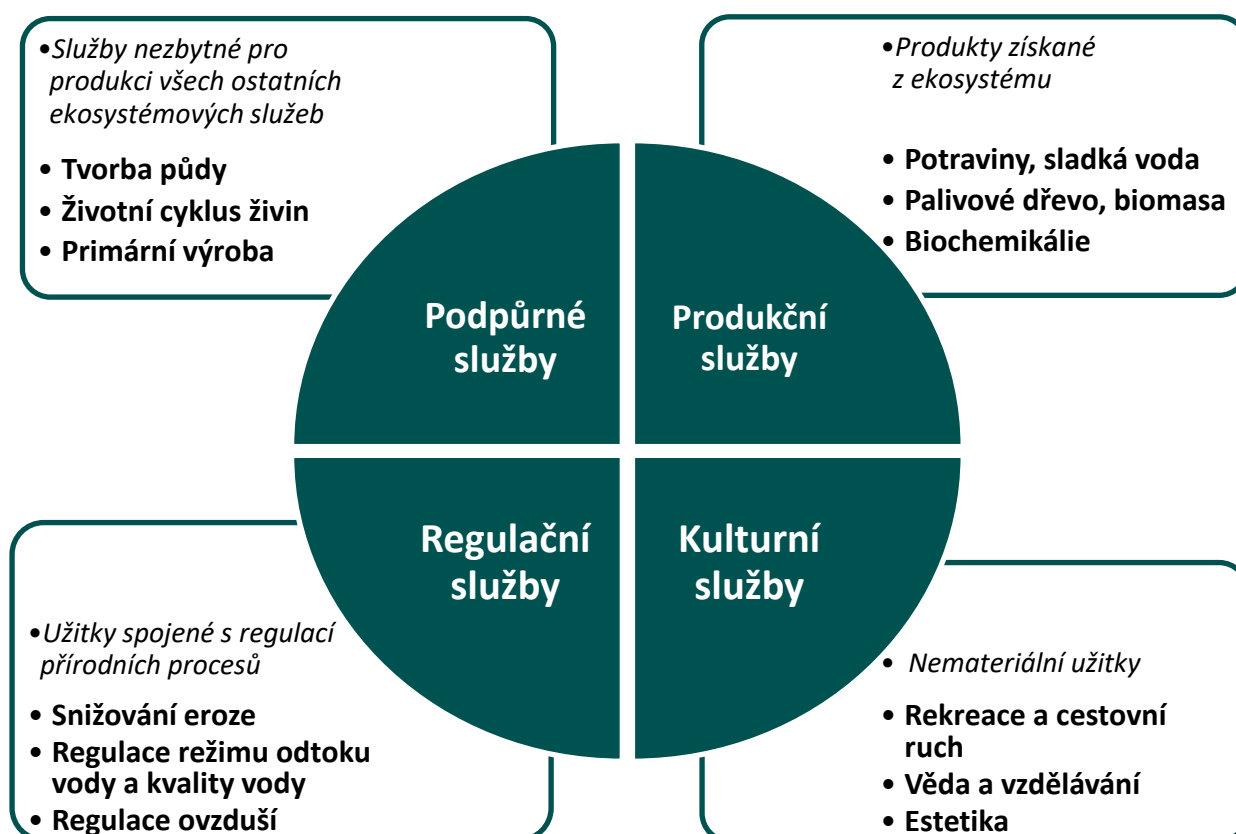 •Služby nezbytné pro
produkci všech ostatních
ekosystémových služeb
• Tvorba půdy
• Životní cyklus živin
• Primární výroba
•Produkty získané
z ekosystému
• Potraviny, sladká voda
• Palivové dřevo, biomasa
• Biochemikálie
Podpůrné
služby
Produkční
služby
Regulační
služby
Kulturní
služby
•Užitky spojené s regulací
přírodních procesů
• Snižování eroze
• Regulace režimu odtoku
vody a kvality vody
• Regulace ovzduší
• Nemateriální užitky
• Rekreace a cestovní
ruch
• Věda a vzdělávání
• Estetika